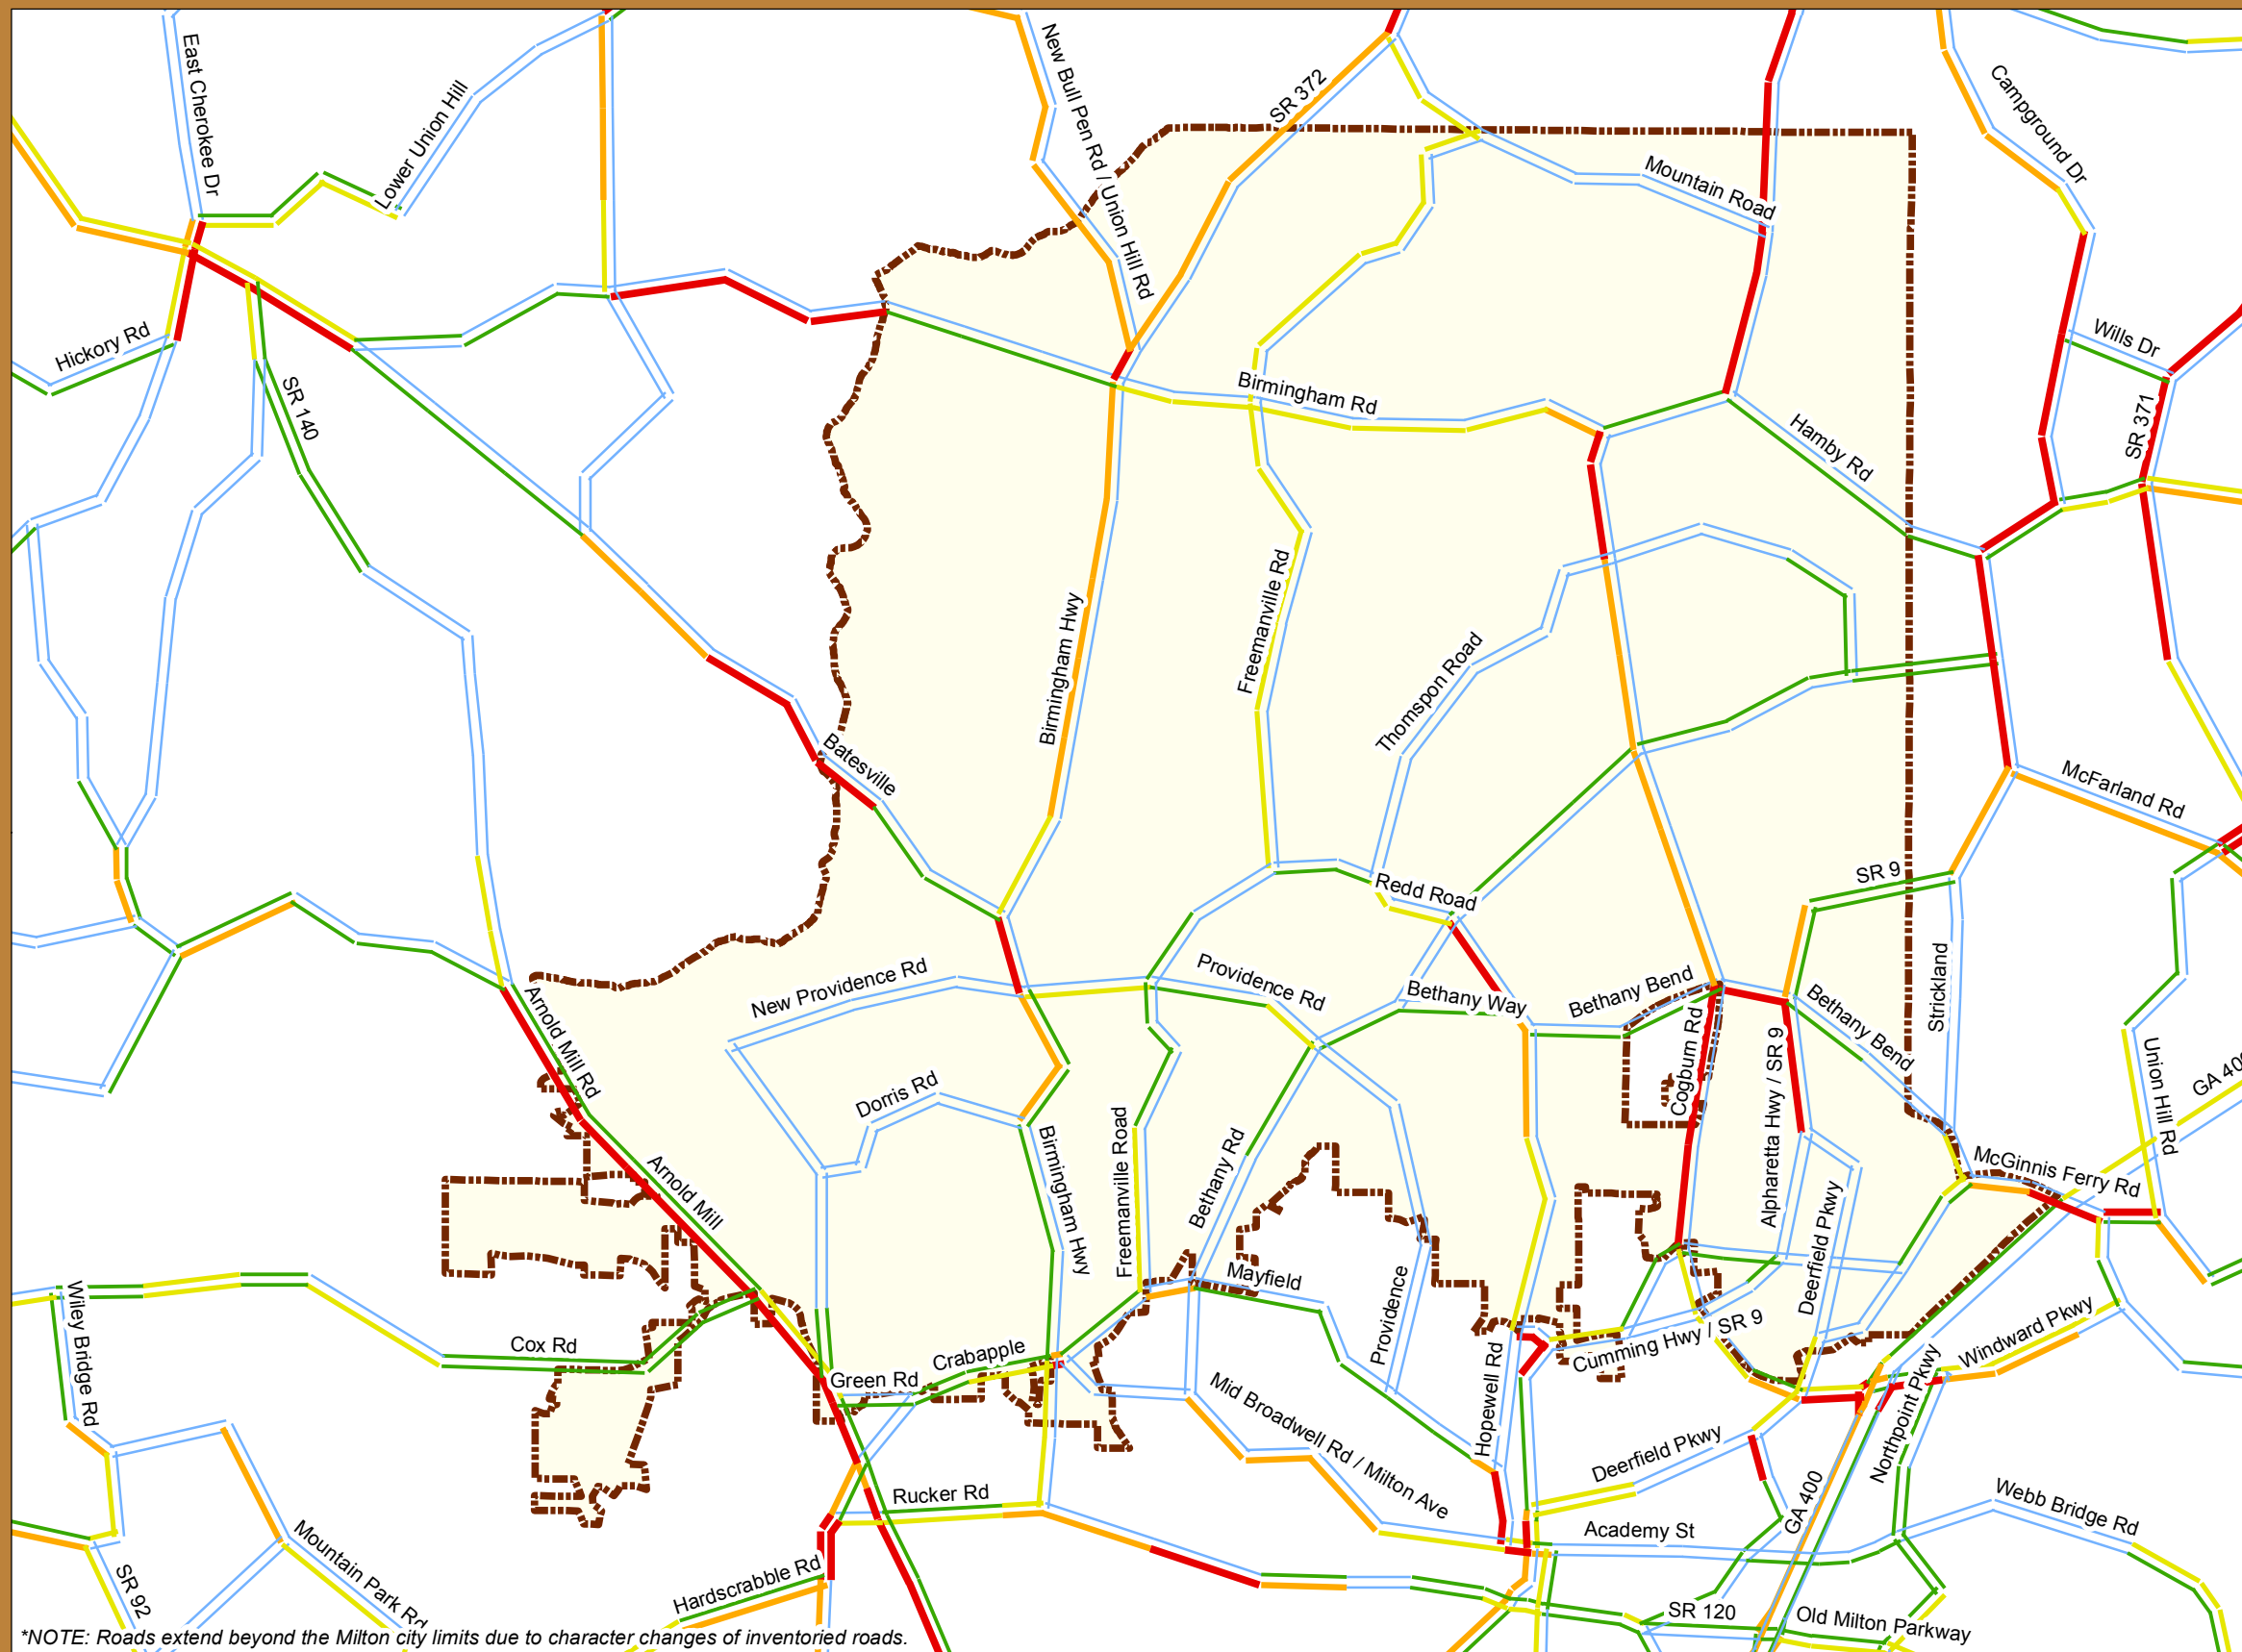 East Cherokee Dr
Lower Union Hill
New Bull Pen Rd / Union Hill Rd
SR 372
Campground Dr
Mountain Road
Hickory Rd
SR 140
Birmingham Rd
Wills Dr
SR 371
Hamby Rd
Birmingham Hwy
Freemanville Rd
Thomspon Road
Batesville
McFarland Rd
SR 9
Redd Road
New Providence Rd
Providence Rd
Bethany Way
Bethany Bend
Strickland
Arnold Mill Rd
Cogburn Rd
Bethany Bend
Alpharetta Hwy / SR 9
Union Hill Rd
GA 400
Dorris Rd
Birmingham Hwy
Freemanville Road
Bethany Rd
Arnold Mill
McGinnis Ferry Rd
Deerfield Pkwy
Mayfield
Providence
Wiley Bridge Rd
Cox Rd
Crabapple
Green Rd
Cumming Hwy / SR 9
Windward Pkwy
Hopewell Rd
Mid Broadwell Rd / Milton Ave
Northpoint Pkwy
Deerfield Pkwy
GA 400
Rucker Rd
Webb Bridge Rd
Academy St
Mountain Park Rd
SR 92
Hardscrabble Rd
SR 120
Old Milton Parkway
*NOTE: Roads extend beyond the Milton city limits due to character changes of inventoried roads.